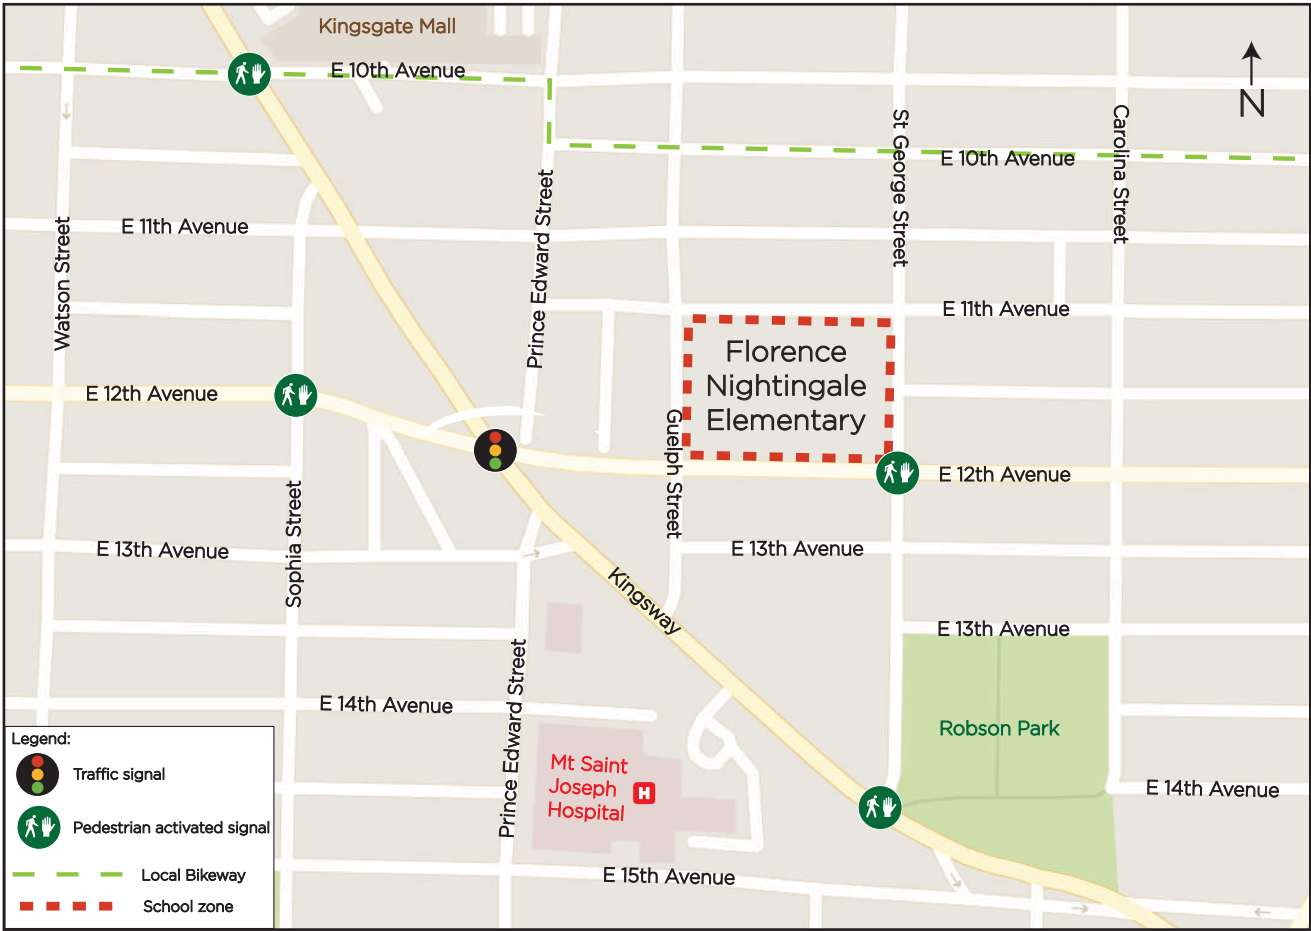 Kingsgate Mall
E 10th Avenue
N
St George Street
Carolina Street
E 10th Avenue
Prince Edward Street
Watson Street
E 11th Avenue
E 11th Avenue
Florence
Nightingale
Elementary
E 12th Avenue
Guelph Street
E 12th Avenue
Sophia Street
E 13th Avenue
E 13th Avenue
Kingsway
E 13th Avenue
Prince Edward Street
E 14th Avenue
Robson Park
Mt Saint
Joseph
Hospital
H
E 14th Avenue
E 15th Avenue
Legend:
Traffic signal
Pedestrian activated signal
Local Bikeway
School zone